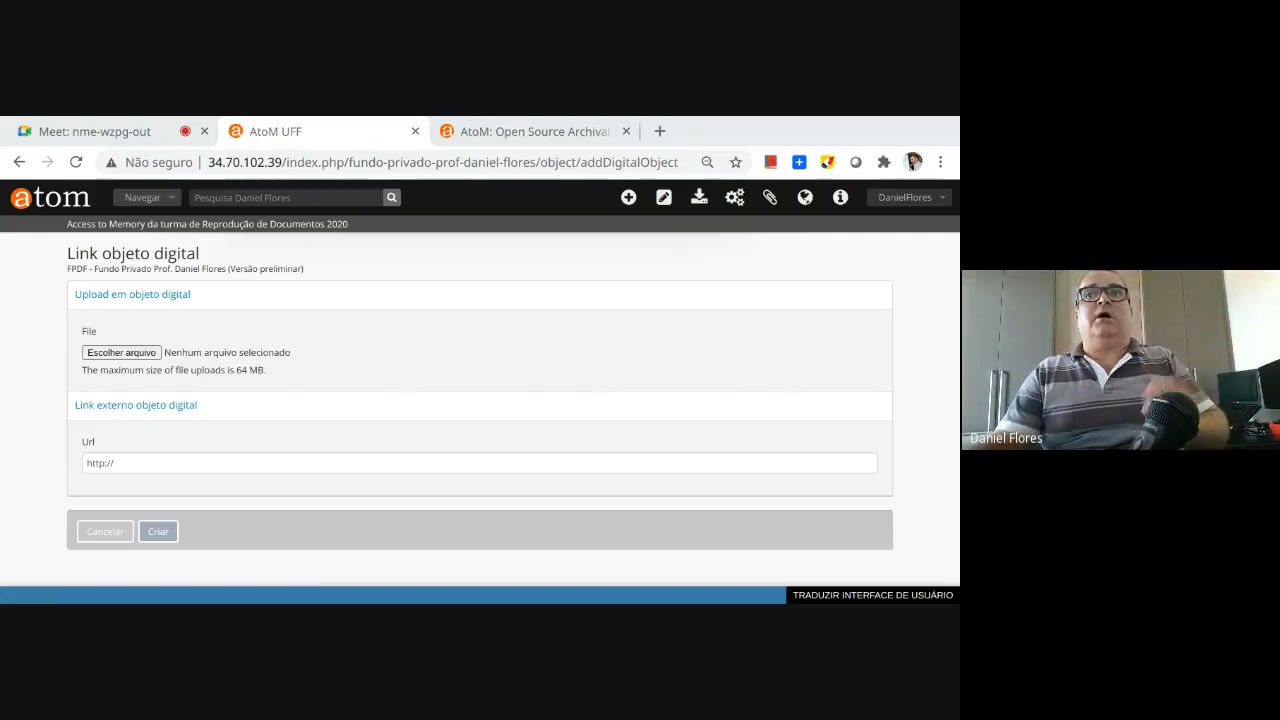 Meet: nme-wzpg-out
AtoM UFF
AtoM: Open Source Archival
Não seguro
34.70.102.39/index.php/fundo-privado-prof-daniel-flores/object/addDigitalObject
atom
Navegar
Pesquisa Daniel Flores
DanielFlores
Access to Memory da turma de Reprodução de Documentos 2020
Link objeto digital
FPDF - Fundo Privado Prof. Daniel Flores (Versão preliminar)
Upload em objeto digital
File
Escolher arquivo Nenhum arquivo selecionado
The maximum size of file uploads is 64 MB.
Link externo objeto digital
Url
http://
Cancelar
Criar
TRADUZIR INTERFACE DE USUÁRIO
Daniel Flores